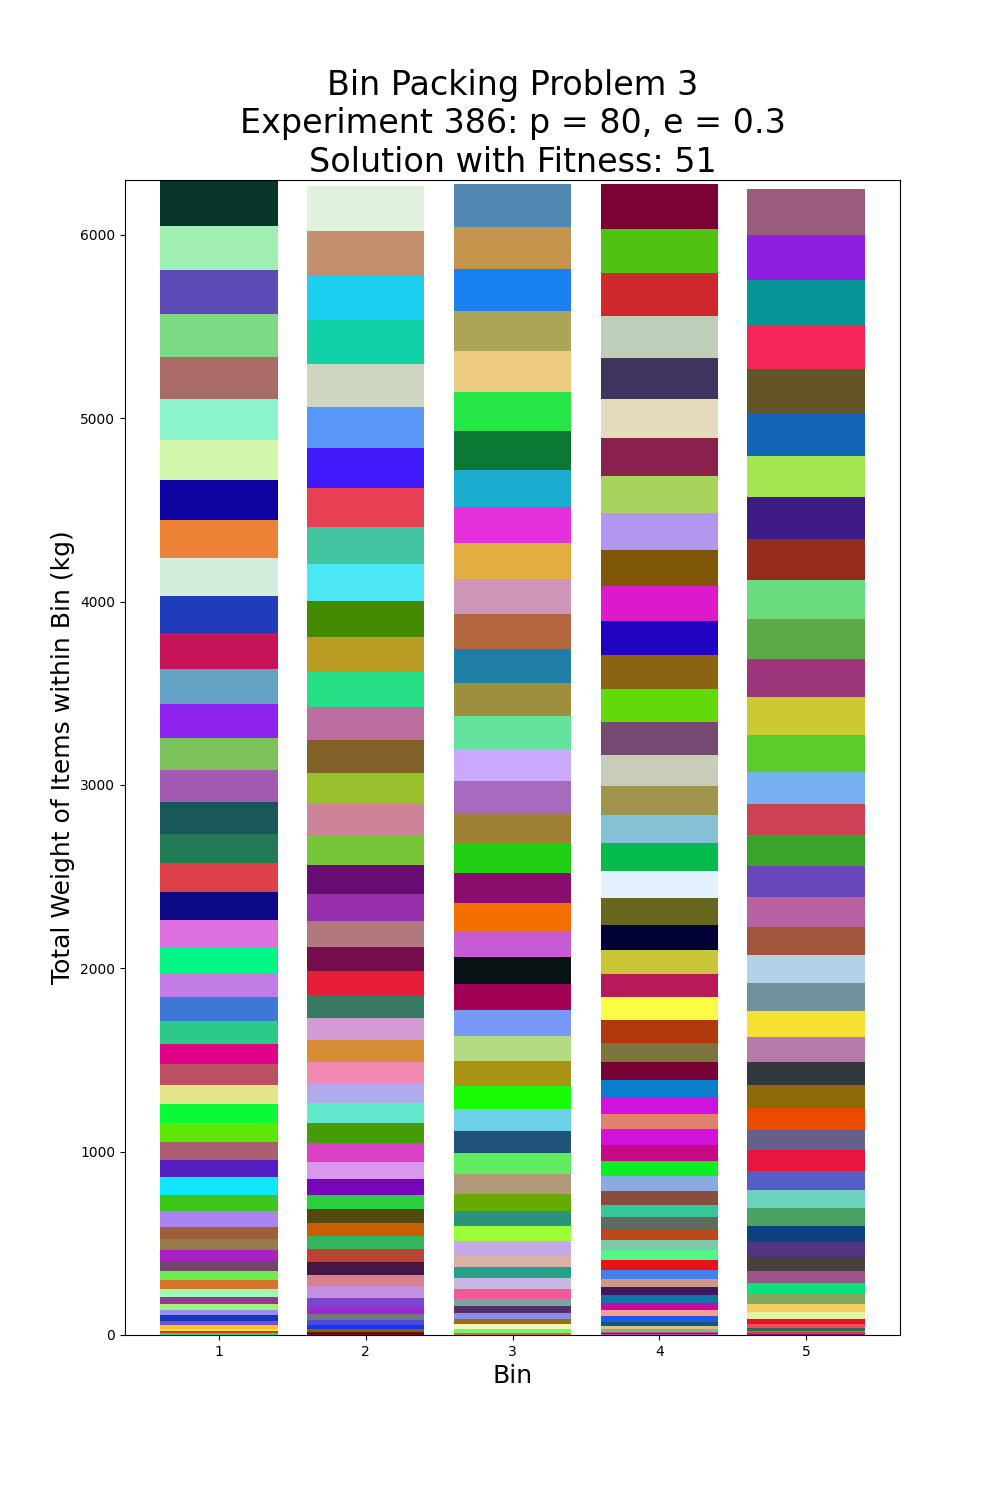 Bin Packing Problem 3
Experiment 386: p = 80, e = 0.3
Solution with Fitness: 51
Total Weight of Items within Bin (kg)
6000
5000
4000
3000
2000
1000
0
1 2 3 4 5
Bin